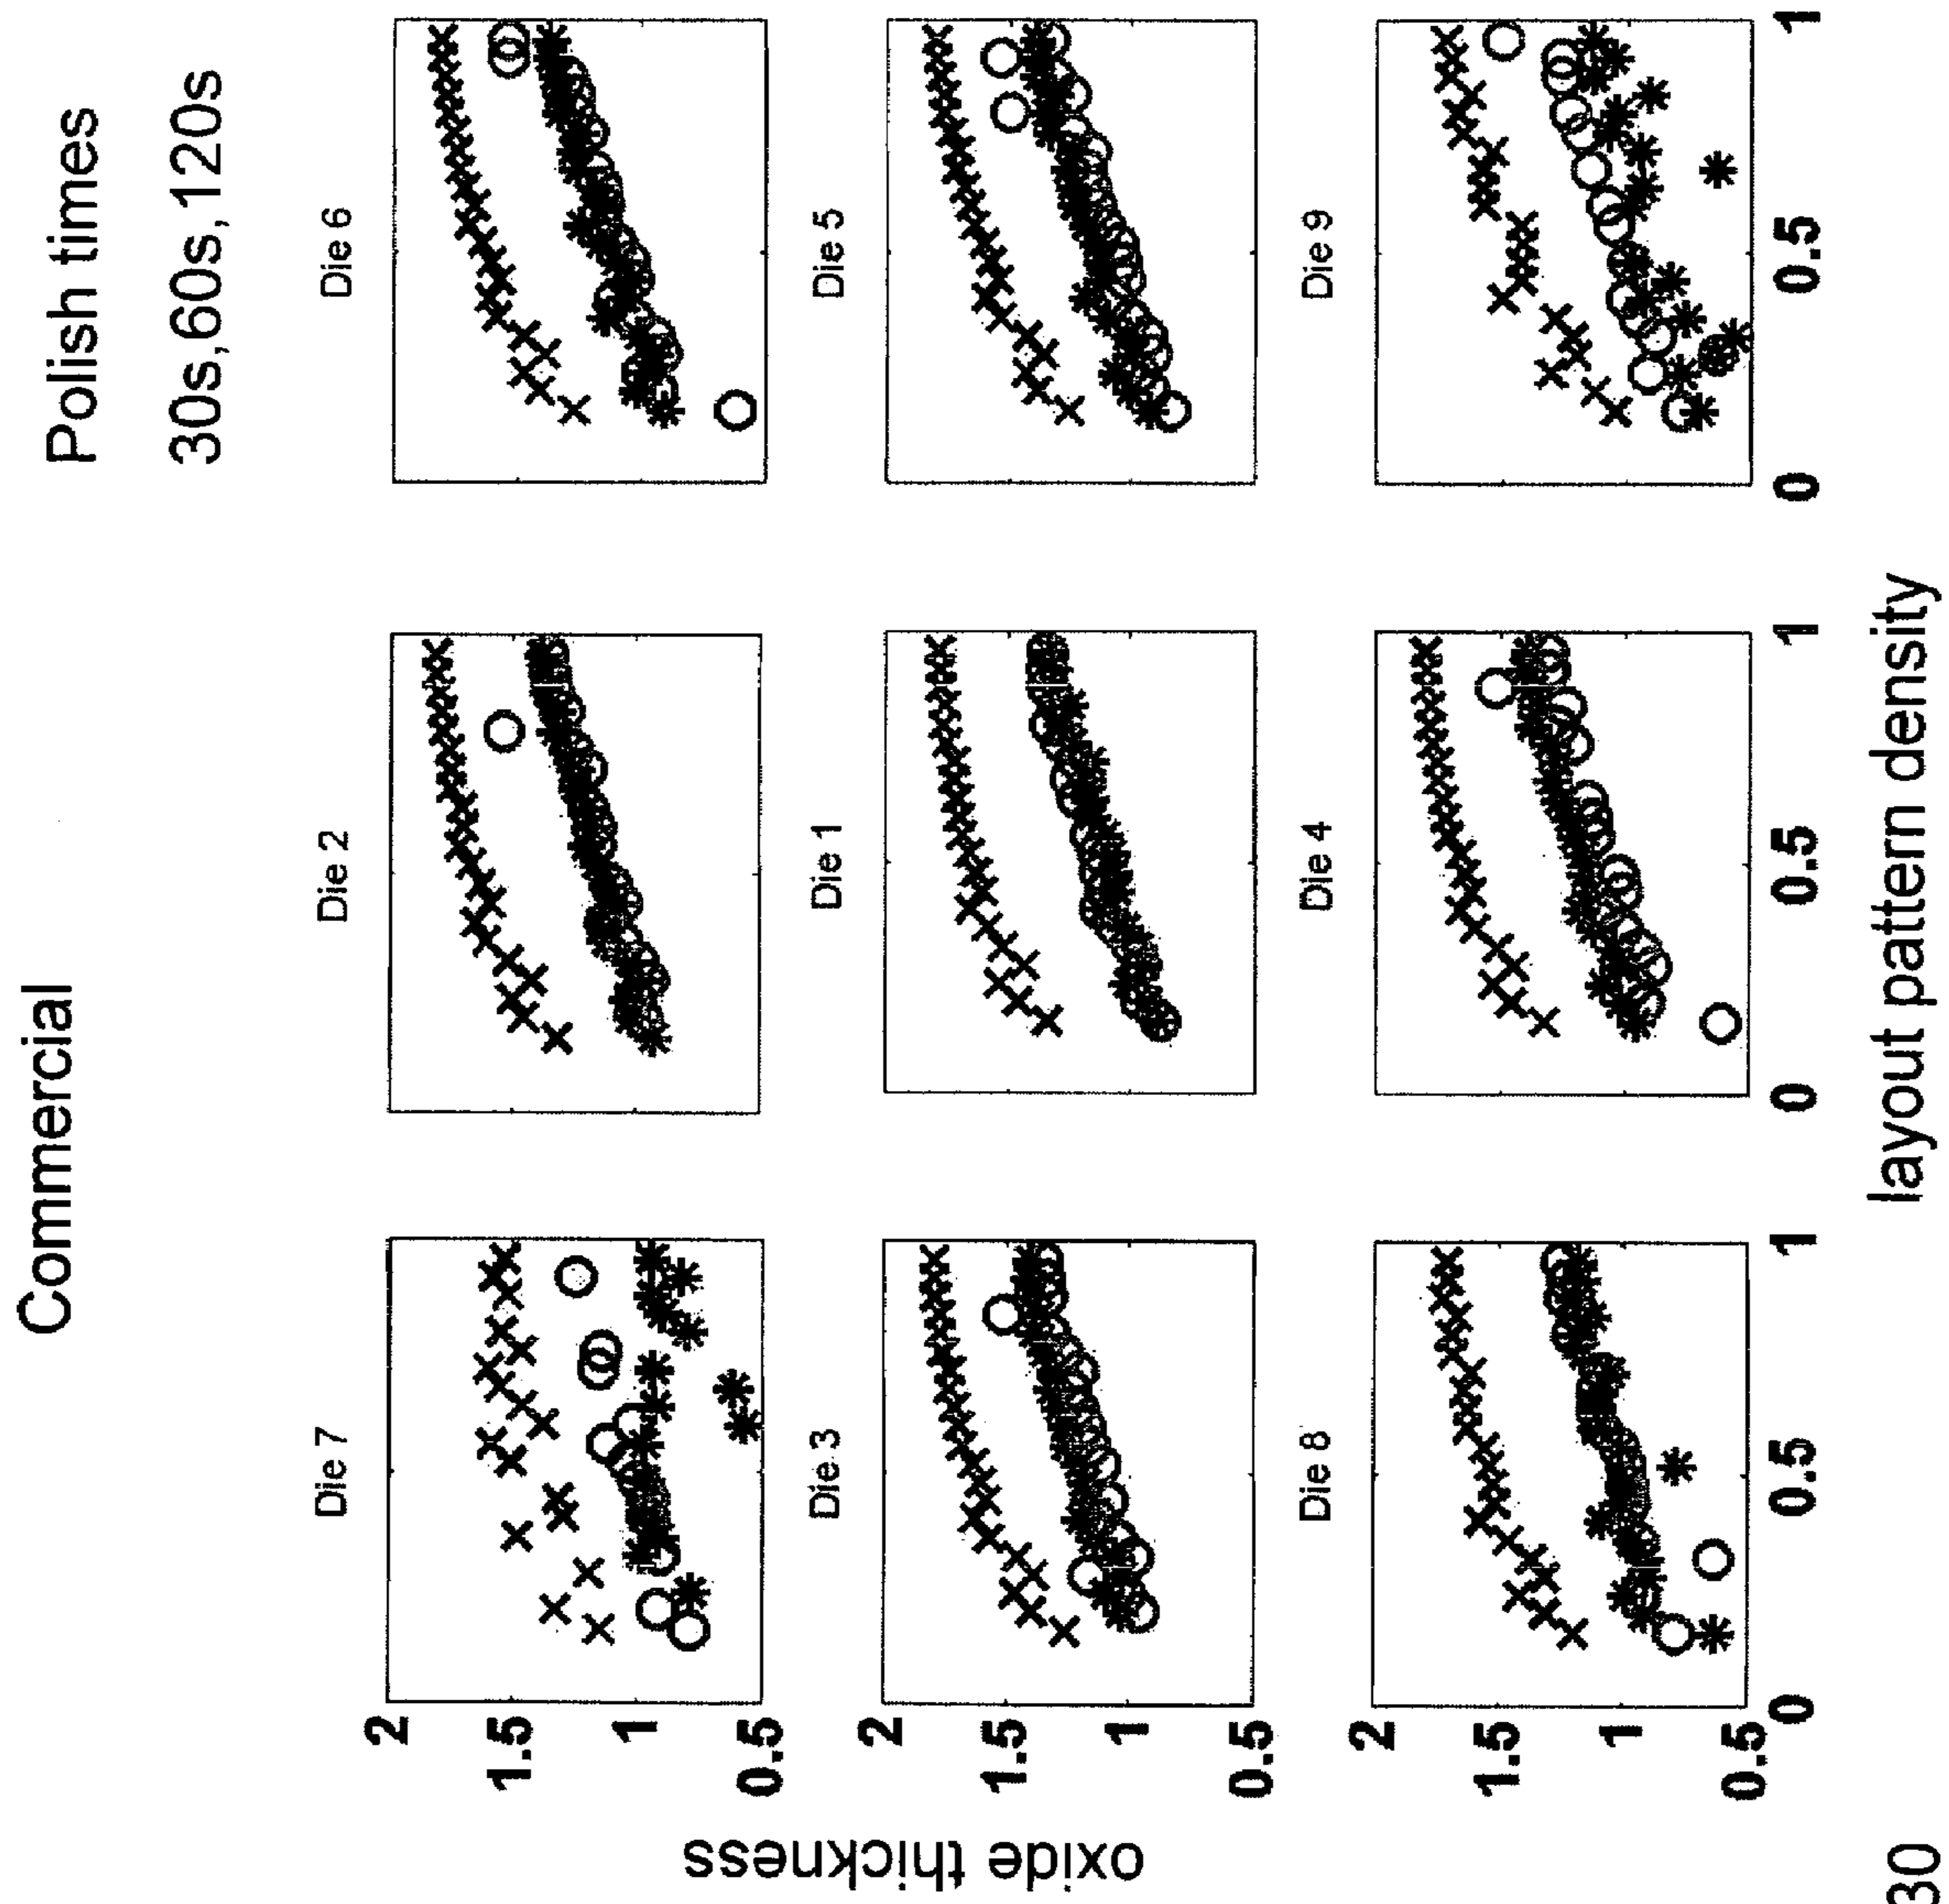 Commercial
Polish times
30s,60s,120s
Die 7
Die 2
Die 6
2
1.5
1
0.5
Die 3
Die 1
Die 5
2
1.5
1
0.5
Die 8
Die 4
Die 9
2
1.5
1
0.5
0 0.5 1
0 0.5 1
0 0.5 1
oxide thickness
layout pattern density
30